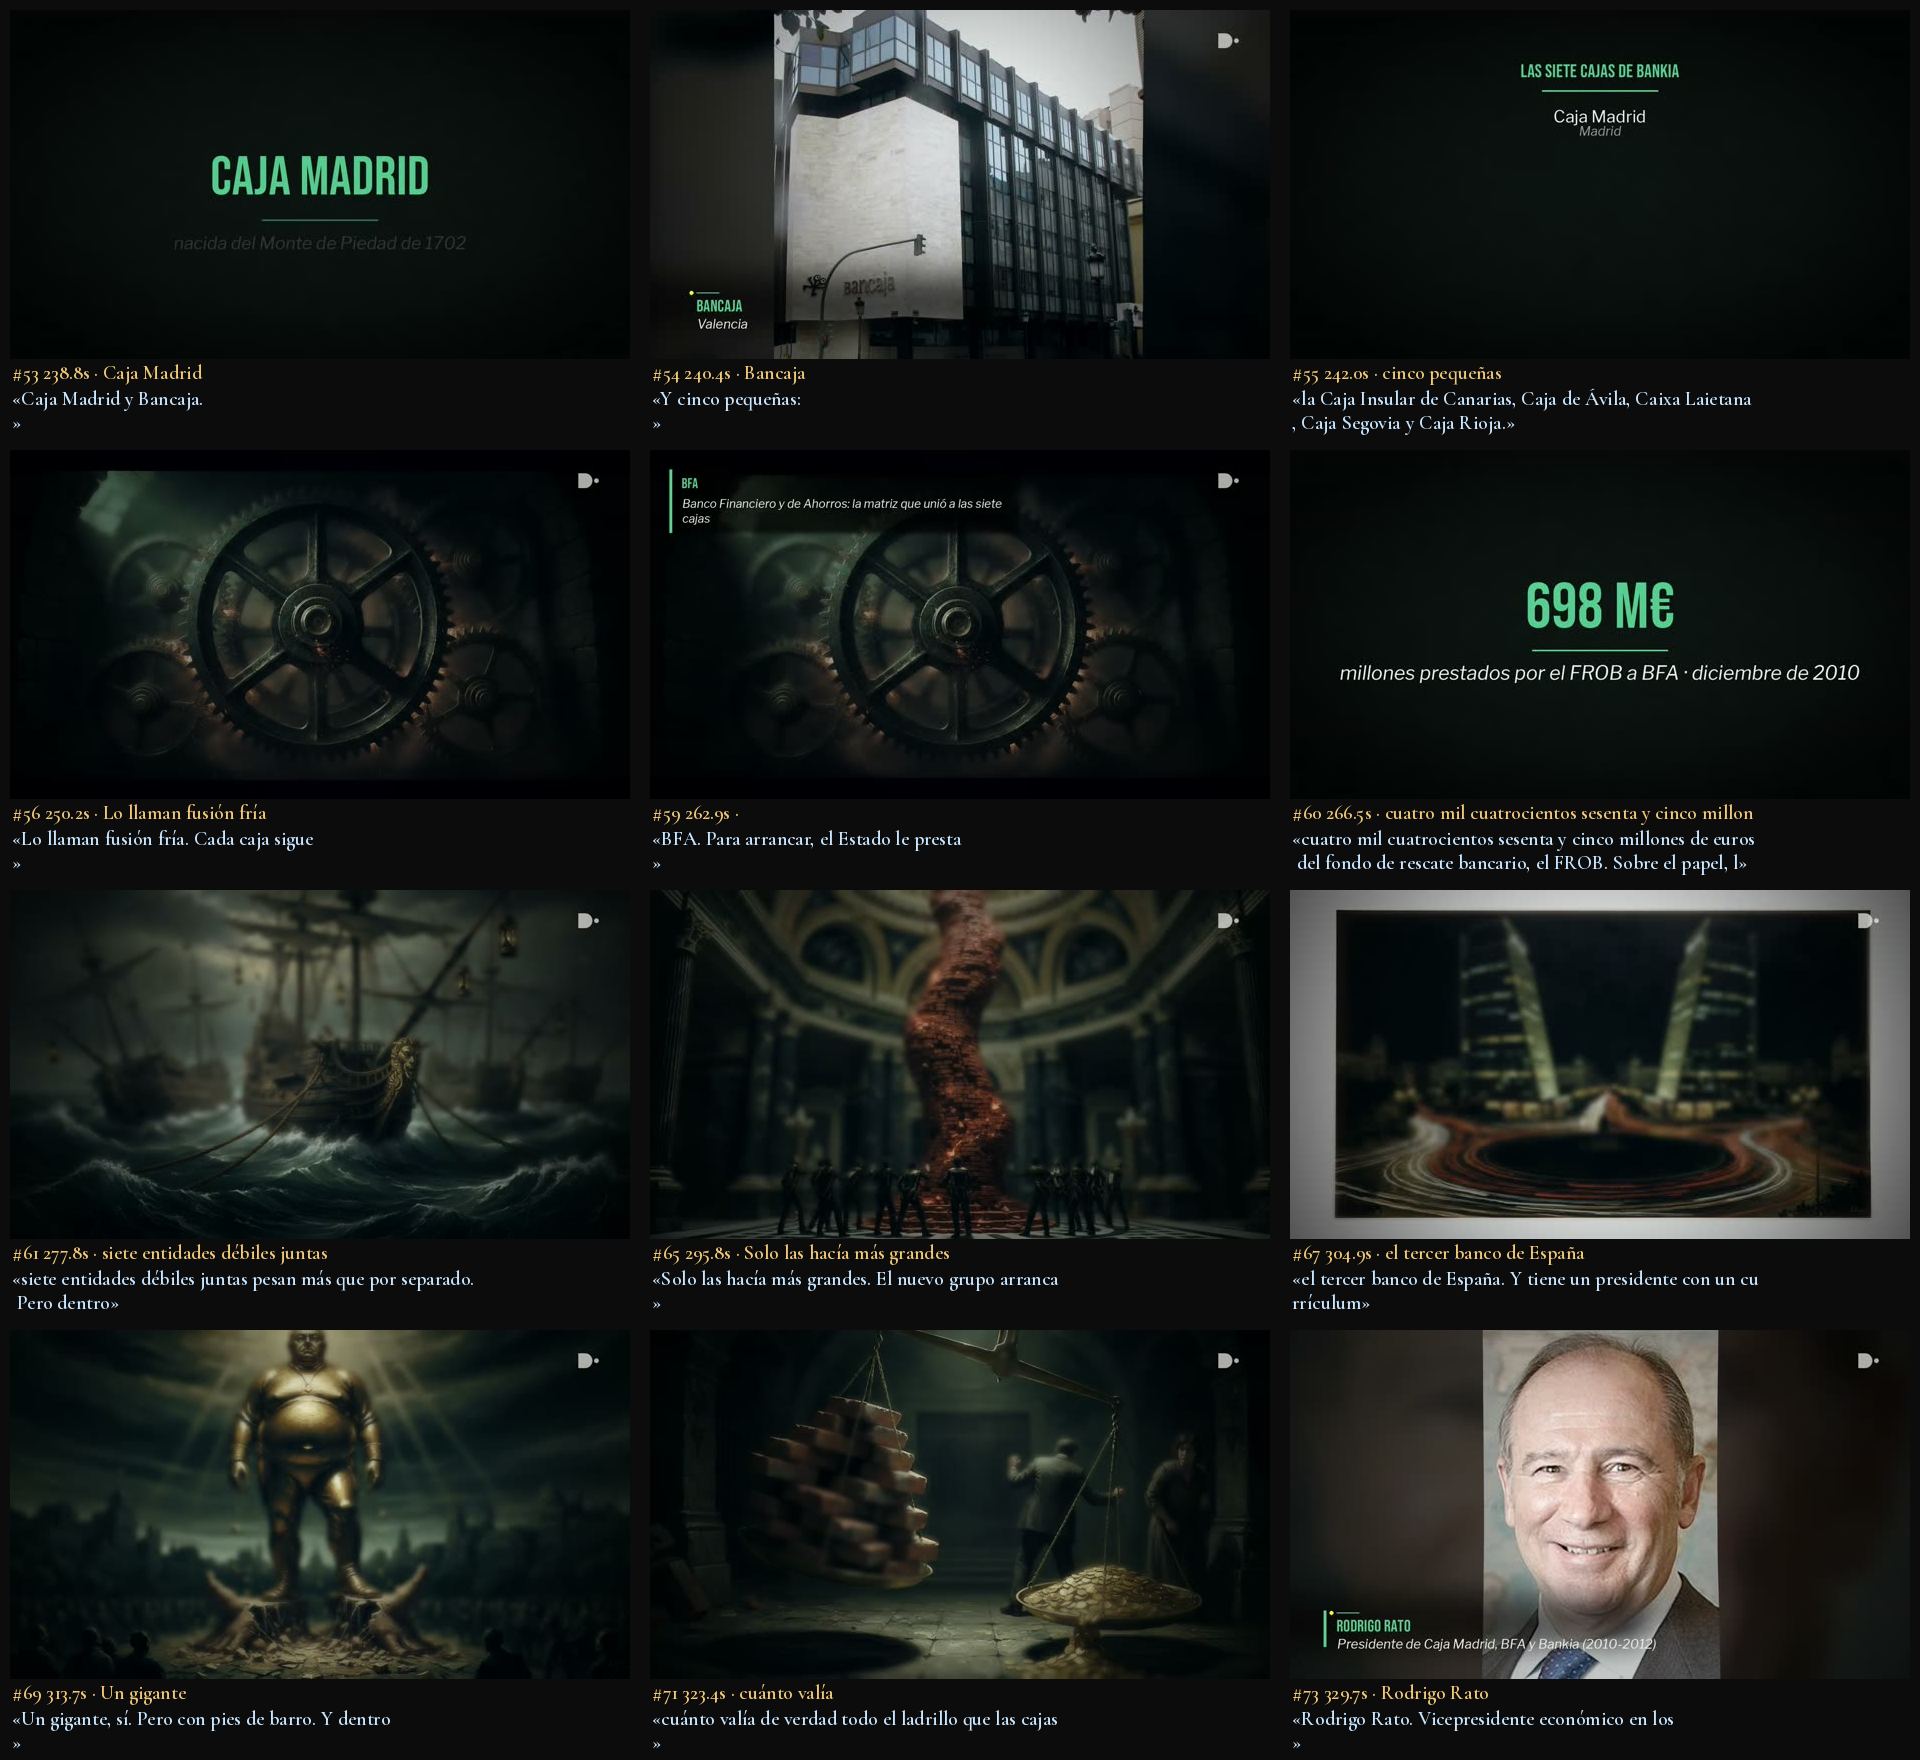 CAJA MADRID
nacida del Monte de Piedad de 1702
#53 238.8s · Caja Madrid
«Caja Madrid y Bancaja.
»
Bancaja
BANCAJA
Valencia
#54 240.4s · Bancaja
«Y cinco pequeñas:
»
LAS SIETE CAJAS DE BANKIA
Caja Madrid
Madrid
#55 242.0s · cinco pequeñas
«la Caja Insular de Canarias, Caja de Ávila, Caixa Laietana
, Caja Segovia y Caja Rioja.»
#56 250.2s · Lo llaman fusión fría
«Lo llaman fusión fría. Cada caja sigue
»
BFA
Banco Financiero y de Ahorros: la matriz que unió a las siete
cajas
#59 262.9s ·
«BFA. Para arrancar, el Estado le presta
»
698 M€
millones prestados por el FROB a BFA · diciembre de 2010
#60 266.5s · cuatro mil cuatrocientos sesenta y cinco millon
«cuatro mil cuatrocientos sesenta y cinco millones de euros
del fondo de rescate bancario, el FROB. Sobre el papel, l»
#61 277.8s · siete entidades débiles juntas
«siete entidades débiles juntas pesan más que por separado.
Pero dentro»
#65 295.8s · Solo las hacía más grandes
«Solo las hacía más grandes. El nuevo grupo arranca
»
#67 304.9s · el tercer banco de España
«el tercer banco de España. Y tiene un presidente con un cu
rrículum»
#69 313.7s · Un gigante
«Un gigante, sí. Pero con pies de barro. Y dentro
»
#71 323.4s · cuánto valía
«cuánto valía de verdad todo el ladrillo que las cajas
»
RODRIGO RATO
Presidente de Caja Madrid, BFA y Bankia (2010-2012)
#73 329.7s · Rodrigo Rato
«Rodrigo Rato. Vicepresidente económico en los
»